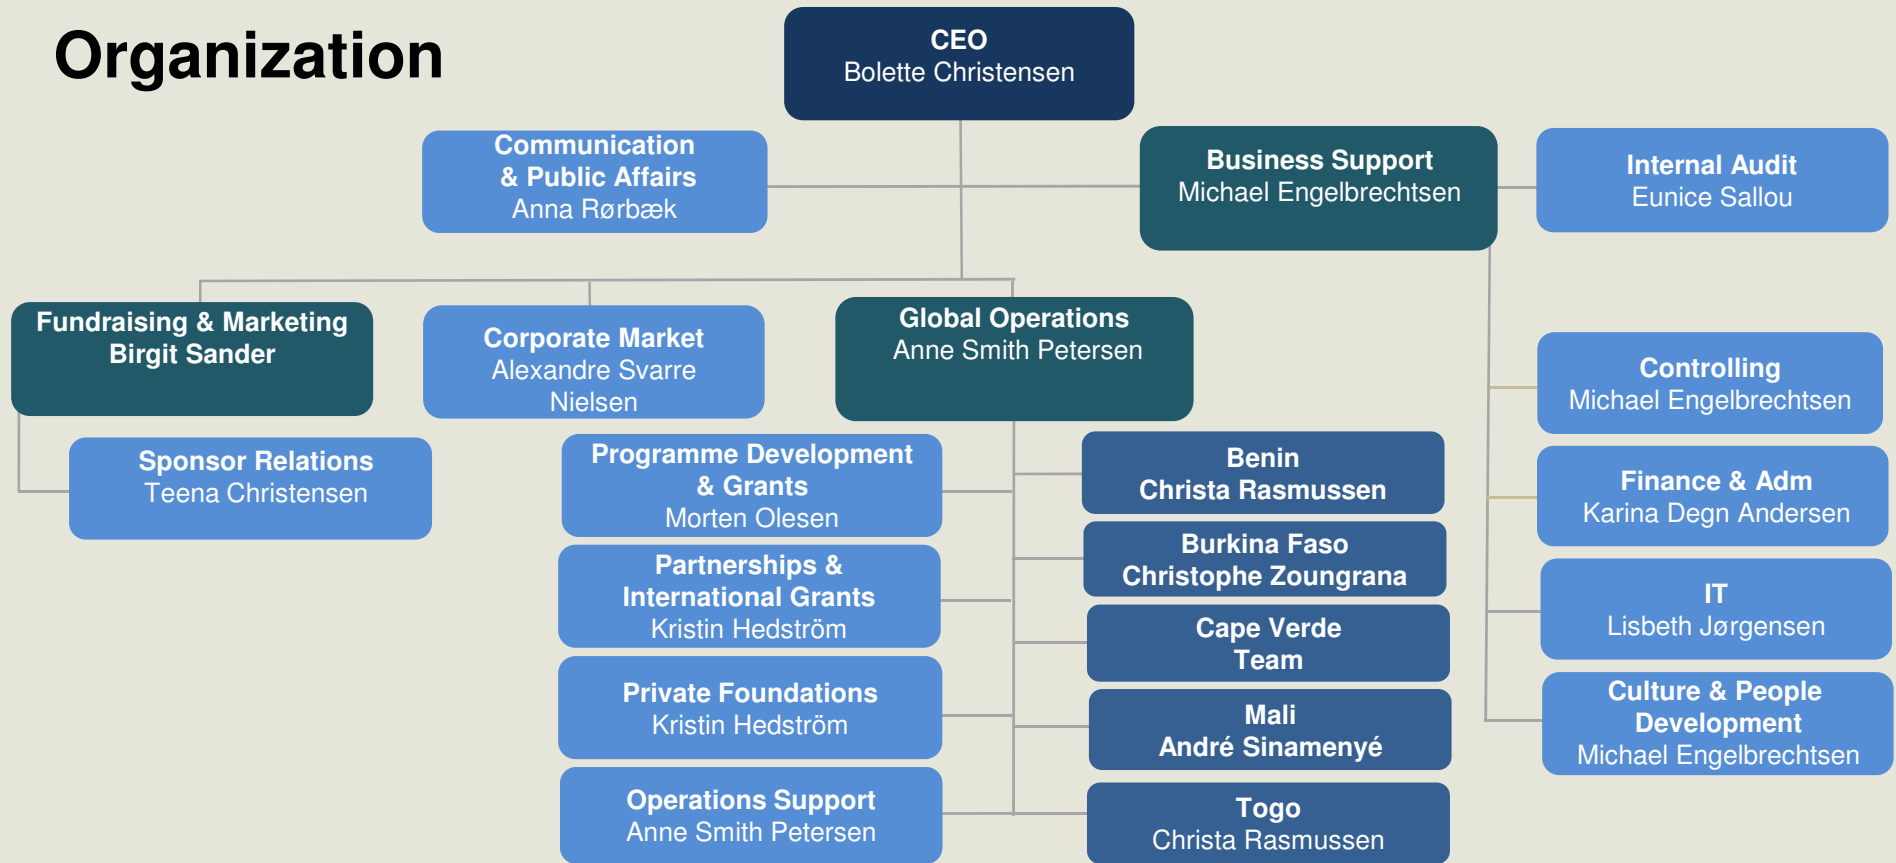 Organization
CEO
Bolette Christensen
Communication
& Public Affairs
Anna Rørbæk
Business Support
Michael Engelbrechtsen
Internal Audit
Eunice Sallou
Fundraising & Marketing
Birgit Sander
Corporate Market
Alexandre Svarre
Nielsen
Global Operations
Anne Smith Petersen
Sponsor Relations
Teena Christensen
Programme Development
& Grants
Morten Olesen
Partnerships &
International Grants
Kristin Hedström
Private Foundations
Kristin Hedström
Operations Support
Anne Smith Petersen
Benin
Christa Rasmussen
Burkina Faso
Christophe Zoungrana
Cape Verde
Team
Mali
André Sinamenyé
Togo
Christa Rasmussen
Controlling
Michael Engelbrechtsen
Finance & Adm
Karina Degn Andersen
IT
Lisbeth Jørgensen
Culture & People
Development
Michael Engelbrechtsen